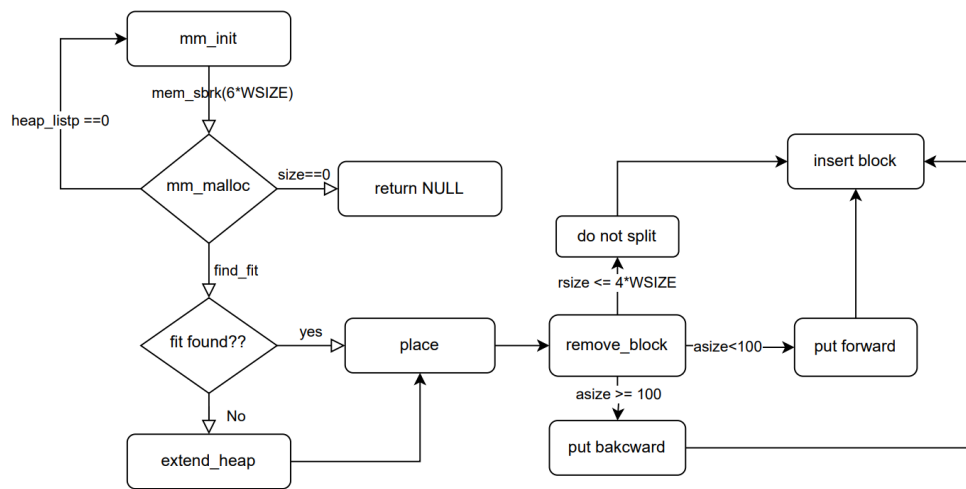 mm_init
mem_sbrk(6*WSIZE)
heap_listp ==0
mm_malloc
size==0
return NULL
insert block
do not split
find_fit
rsize <= 4*WSIZE
fit found??
yes
place
remove_block
asize<100
put forward
asize >= 100
No
extend_heap
put bakcward